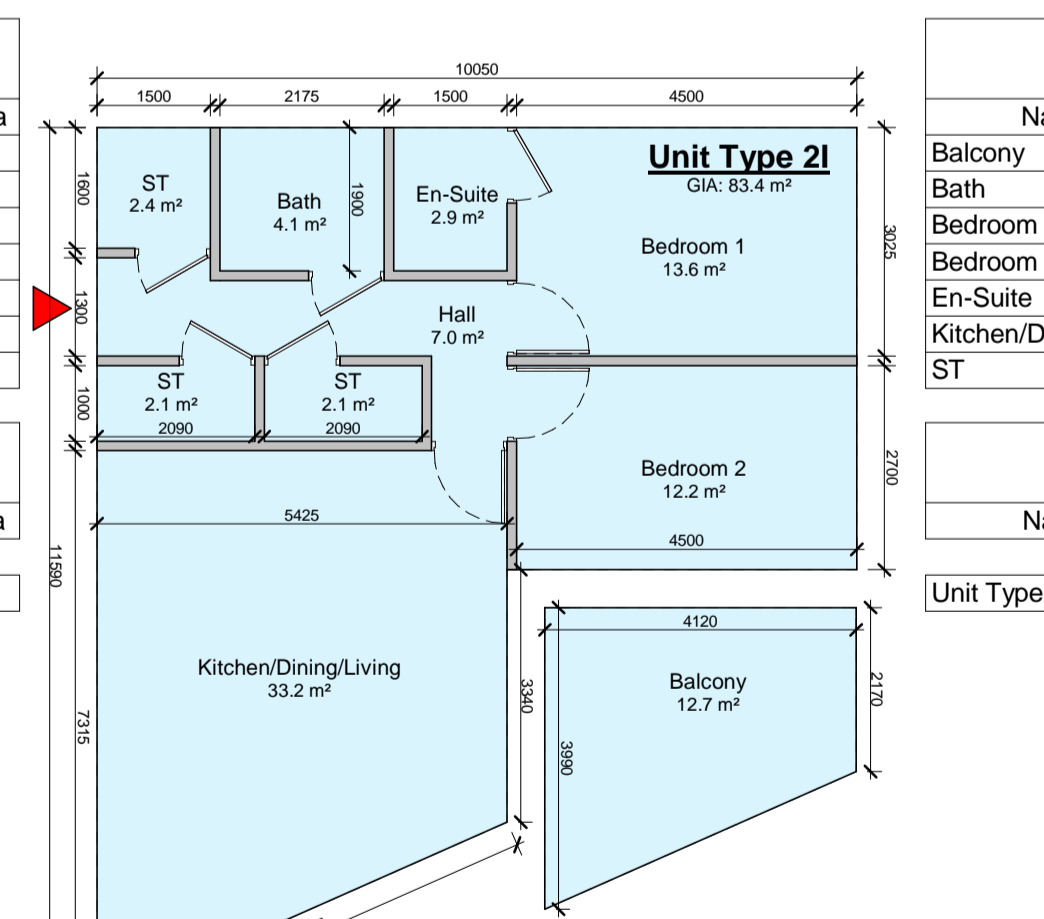 10050
1500
2175
1500
4500
a
Na
1600
ST
2.4 m²
Bath
4.1 m²
1900
En-Suite
2.9 m²
Unit Type 2I
GIA: 83.4 m²
Bedroom 1
13.6 m²
3025
Balcony
Bath
Bedroom
Bedroom
En-Suite
Kitchen/D
ST
1300
Hall
7.0 m²
1000
ST
2.1 m²
2090
ST
2.1 m²
2090
Bedroom 2
12.2 m²
2700
4500
a
Na
5425
11590
Unit Type
Kitchen/Dining/Living
33.2 m²
7315
3340
4120
Balcony
12.7 m²
2170
3990